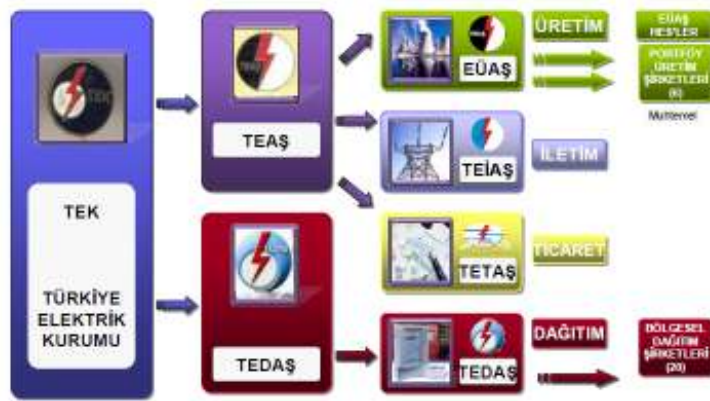 TEK
TÜRKİYE
ELEKTRİK
KURUMU
TEK
TEAŞ
TEDAŞ
EÜAŞ
ÜRETİM
EÜAŞ
HES'LER
PORTFÖY
ÜRETİM
ŞİRKETLERİ
(6)
Muhtemel
TEİAŞ
İLETİM
TETAŞ
TİCARET
TEDAŞ
DAĞITIM
BÖLGESEL
DAĞITIM
ŞİRKETLERİ
(20)